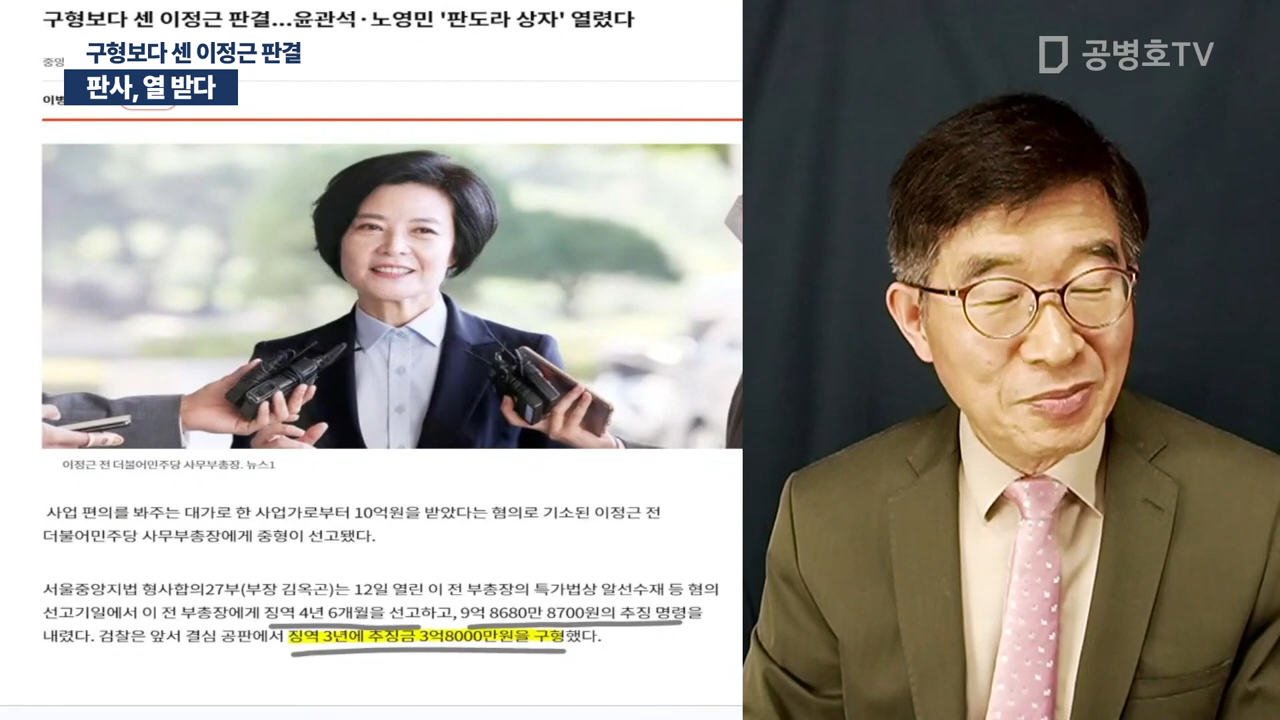 구형보다 센 이정근 판결...윤관석·노영민 '판도라 상자' 열렸다
구형보다 센 이정근 판결
판사, 열 받다
공병호TV
중앙
이병
이정근 전 더불어민주당 사무부총장. 뉴스1
사업 편의를 봐주는 대가로 한 사업가로부터 10억원을 받았다는 혐의로 기소된 이정근 전
더불어민주당 사무부총장에게 중형이 선고됐다.
서울중앙지법 형사합의27부(부장 김옥곤)는 12일 열린 이 전 부총장의 특가법상 알선수재 등 혐의
선고기일에서 이 전 부총장에게 징역 4년 6개월을 선고하고, 9억 8680만 8700원의 추징 명령을
내렸다. 검찰은 앞서 결심 공판에서 징역 3년에 추징금 3억8000만원을 구형했다.